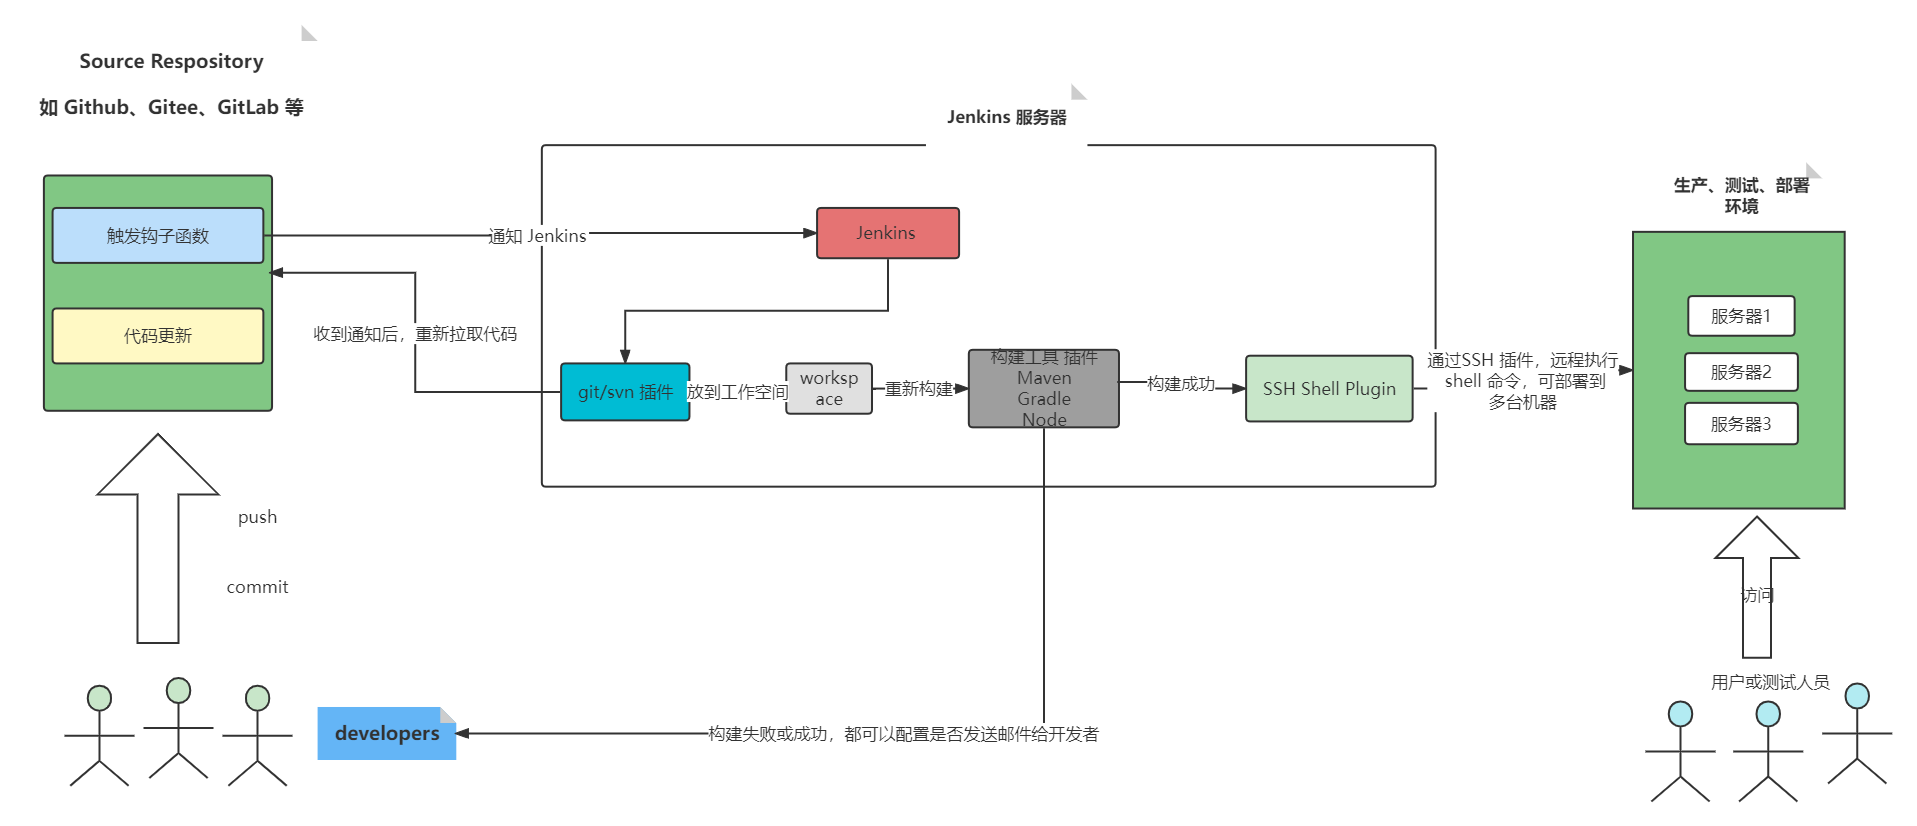 Source Respository
如 Github、Gitee、GitLab 等
触发钩子函数
代码更新
通知 Jenkins
收到通知后，重新拉取代码
Jenkins 服务器
Jenkins
git/svn 插件
放到工作空间
worksp
ace
重新构建
构建工具 插件
Maven
Gradle
Node
构建成功
SSH Shell Plugin
通过SSH 插件，远程执行
shell 命令，可部署到
多台机器
生产、测试、部署
环境
服务器1
服务器2
服务器3
push
commit
developers
构建失败或成功，都可以配置是否发送邮件给开发者
访问
用户或测试人员